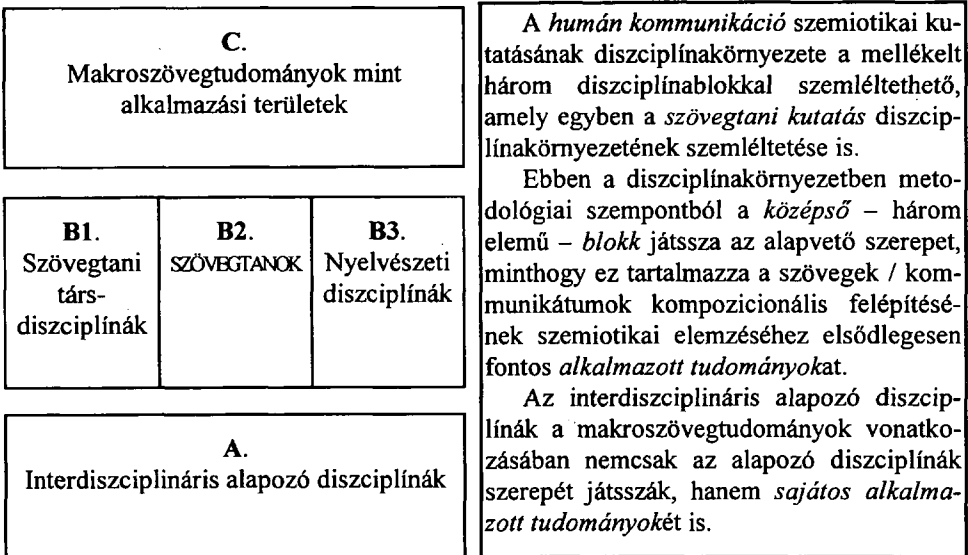 C.
Makroszövegtudományok mint
alkalmazási területek
B1.
Szövegtani
társ-
diszciplínák
B2.
SZÖVEGTANOK
B3.
Nyelvészeti
diszciplínák
A.
Interdiszciplináris alapozó diszciplínák
A humán kommunikáció szemiotikai ku-
tatásának diszciplínakörnyezete a mellékelt
három diszciplínablokkal szemléltethető,
amely egyben a szövegtani kutatás diszcip-
línakörnyezetének szemléltetése is.
Ebben a diszciplínakörnyezetben meto-
dológiai szempontból a középső – három
elemű – blokk játssza az alapvető szerepet,
minthogy ez tartalmazza a szövegek / kom-
munikátumok kompozicionális felépítésé-
nek szemiotikai elemzéséhez elsődlegesen
fontos alkalmazott tudományokat.
Az interdiszciplináris alapozó diszcip-
línák a makroszövegtudományok vonatko-
zásában nemcsak az alapozó diszciplínák
szerepét játsszák, hanem sajátos alkalma-
zott tudományokét is.